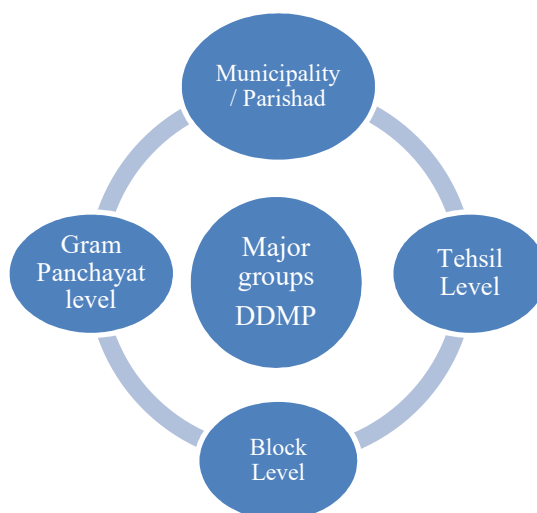 Municipality
/ Parishad
Gram
Panchayat
level
Major
groups
DDMP
Tehsil
Level
Block
Level